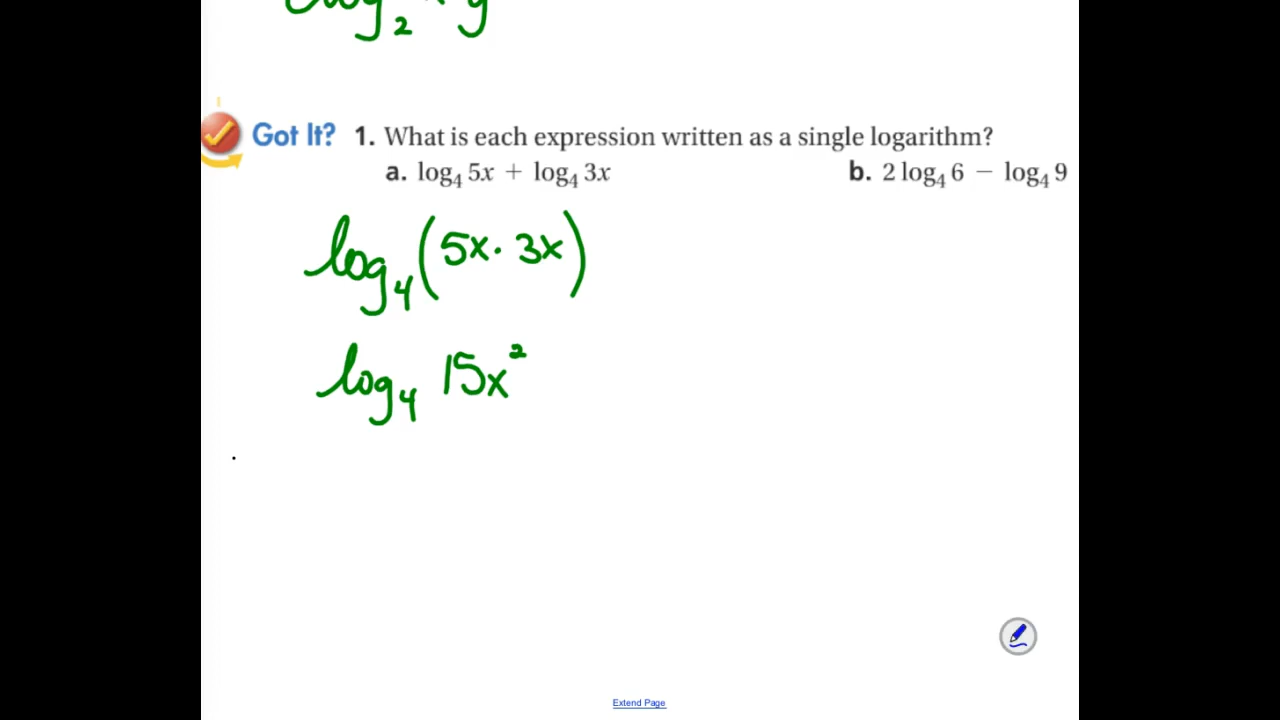 log₂ y
Got It? 1. What is each expression written as a single logarithm?
a. log₄ 5x + log₄ 3x b. 2 log₄ 6 − log₄ 9
log₄(5x · 3x)
log₄ 15x²
Extend Page